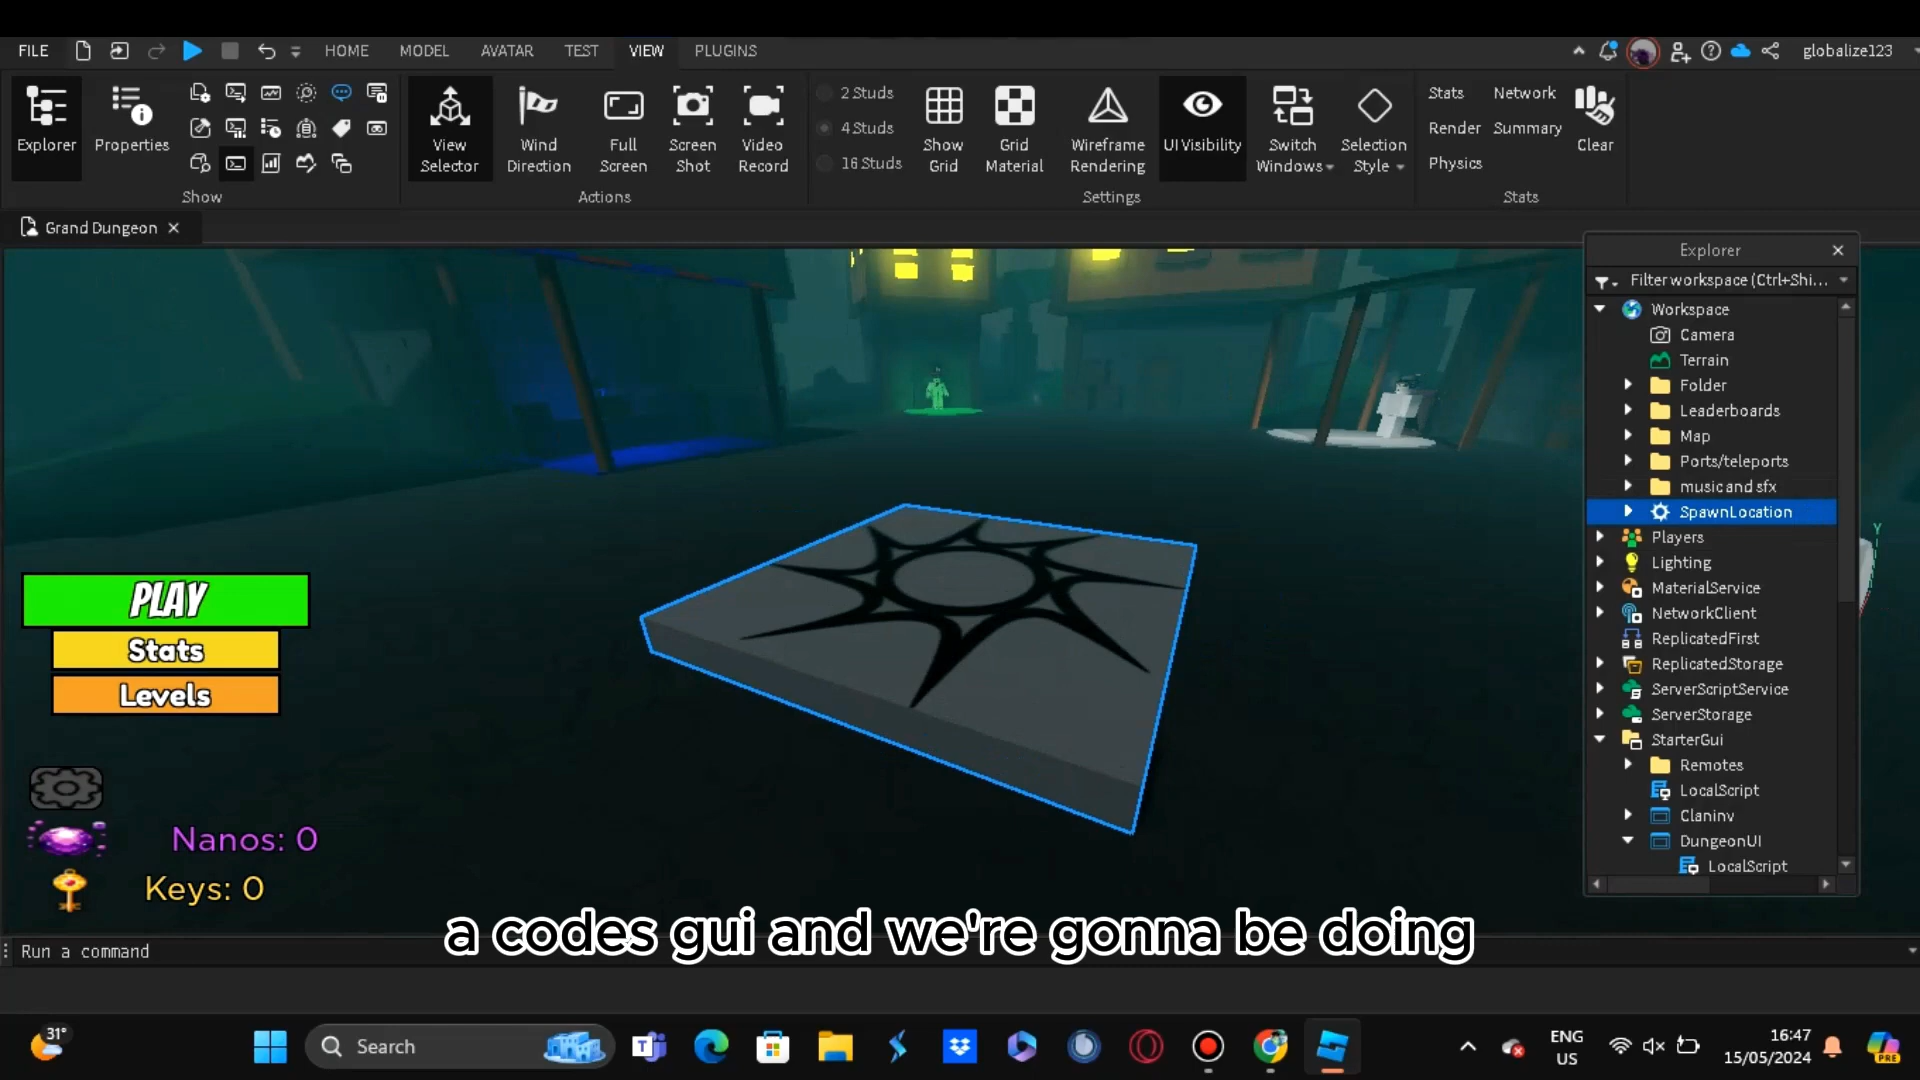 FILE
HOME
MODEL
AVATAR
TEST
VIEW
PLUGINS
globalize123
Explorer
Properties
Show
View Selector
Wind Direction
Full Screen
Screen Shot
Video Record
Actions
2 Studs
4 Studs
16 Studs
Show Grid
Grid Material
Wireframe Rendering
UI Visibility
Switch Windows
Selection Style
Settings
Stats
Network
Render
Summary
Physics
Clear
Stats
Grand Dungeon
Explorer
Filter workspace (Ctrl+Shi...
Workspace
Camera
Terrain
Folder
Leaderboards
Map
Ports/teleports
music and sfx
SpawnLocation
Players
Lighting
MaterialService
NetworkClient
ReplicatedFirst
ReplicatedStorage
ServerScriptService
ServerStorage
StarterGui
Remotes
LocalScript
ClanInv
DungeonUI
LocalScript
Y
PLAY
Stats
Levels
Nanos: 0
Keys: 0
a codes gui and we're gonna be doing
Run a command
31°
Search
ENG
US
16:47
15/05/2024
PRE